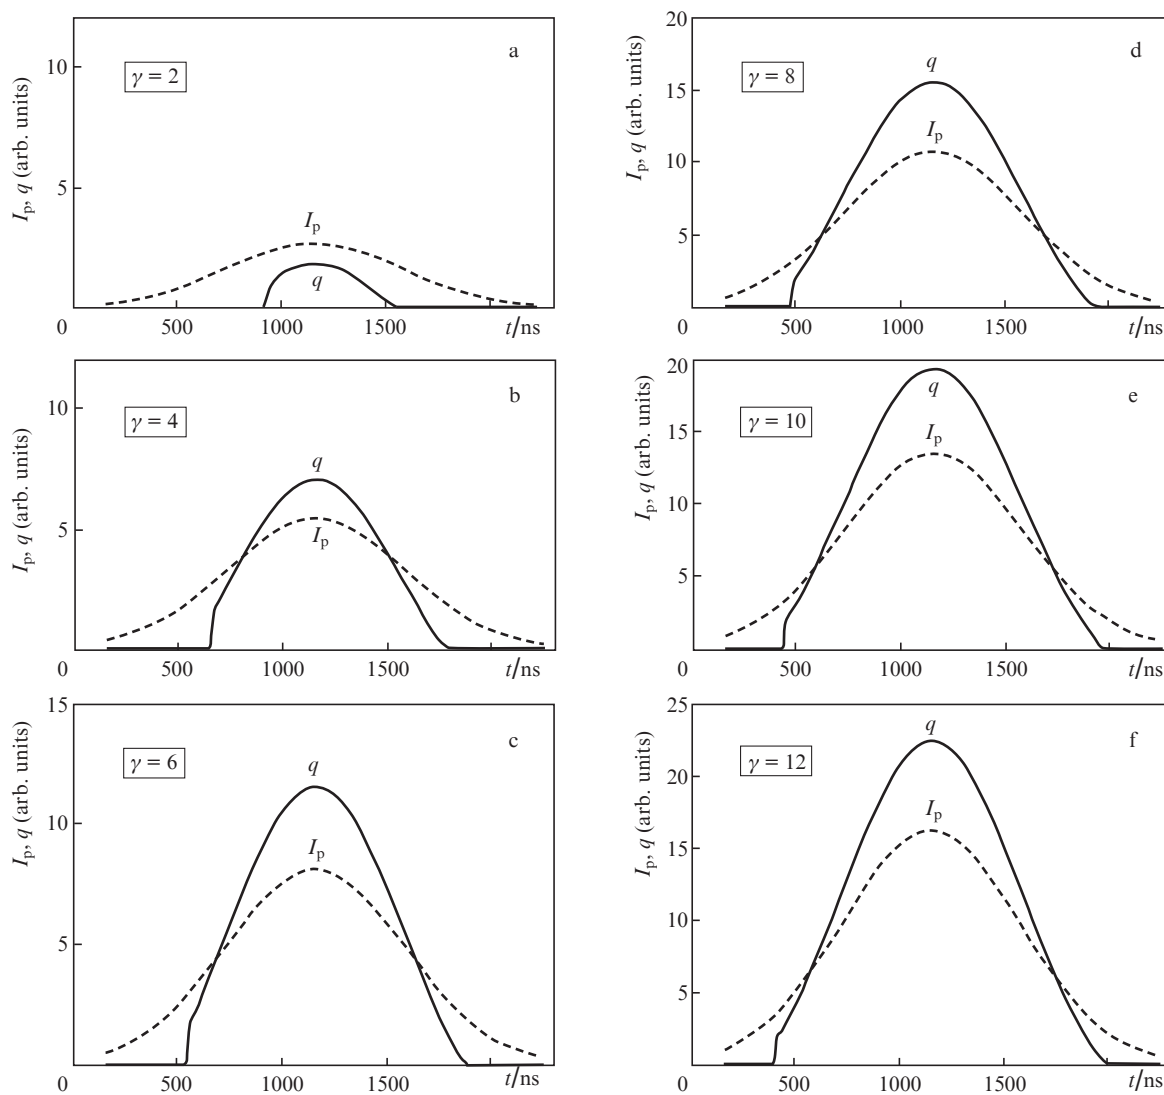 a
γ = 2
10
5
I_p, q (arb. units)
I_p
q
0
500
1000
1500
t/ns
b
γ = 4
10
5
I_p, q (arb. units)
q
I_p
0
500
1000
1500
t/ns
c
γ = 6
15
10
5
I_p, q (arb. units)
q
I_p
0
500
1000
1500
t/ns
d
γ = 8
20
15
10
5
I_p, q (arb. units)
q
I_p
0
500
1000
1500
t/ns
e
γ = 10
20
15
10
5
I_p, q (arb. units)
q
I_p
0
500
1000
1500
t/ns
f
γ = 12
25
20
15
10
5
I_p, q (arb. units)
q
I_p
0
500
1000
1500
t/ns